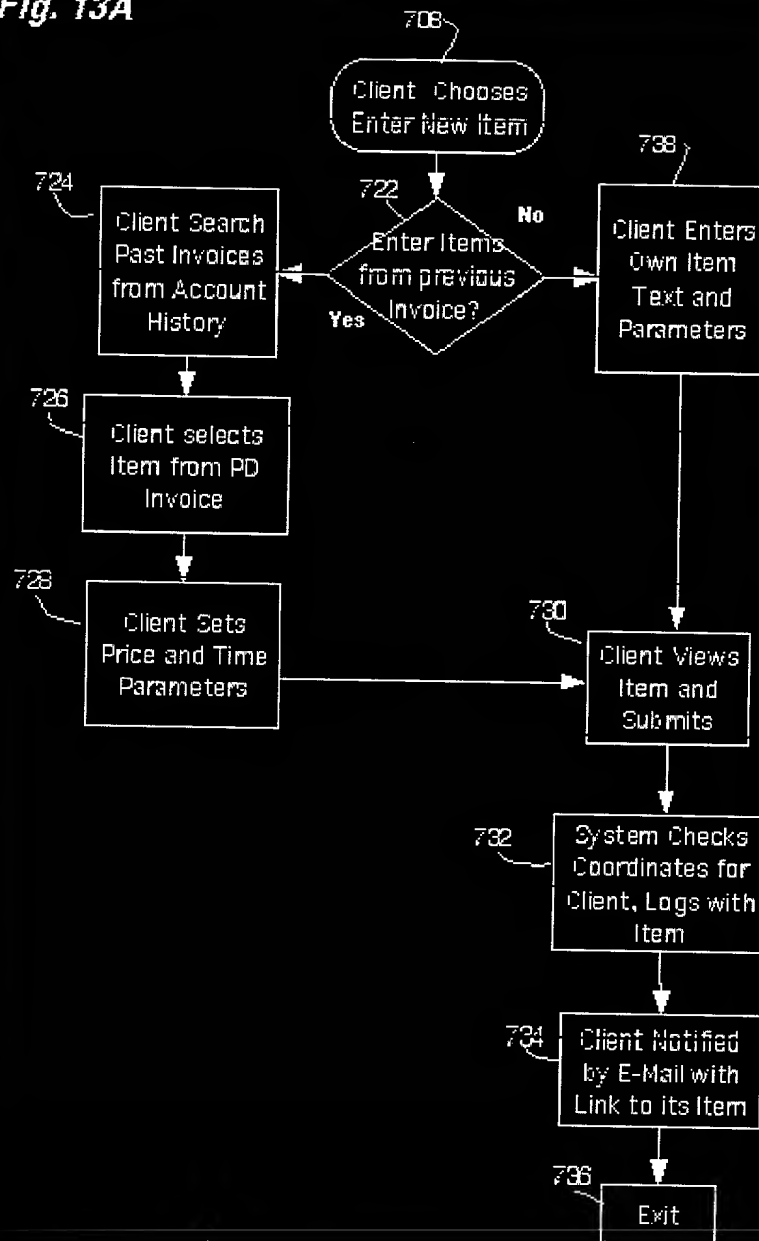 Fig. 13A
708
Client Chooses
Enter New Item
738
724
722
No
Client Search
Past Invoices
from Account
History
Enter Items
from previous
Invoice?
Yes
Client Enters
Own Item
Text and
Parameters
726
Client selects
Item from PD
Invoice
728
Client Sets
Price and Time
Parameters
730
Client Views
Item and
Submits
732
System Checks
Coordinates for
Client, Logs with
Item
734
Client Notified
by E-Mail with
Link to its Item
736
Exit